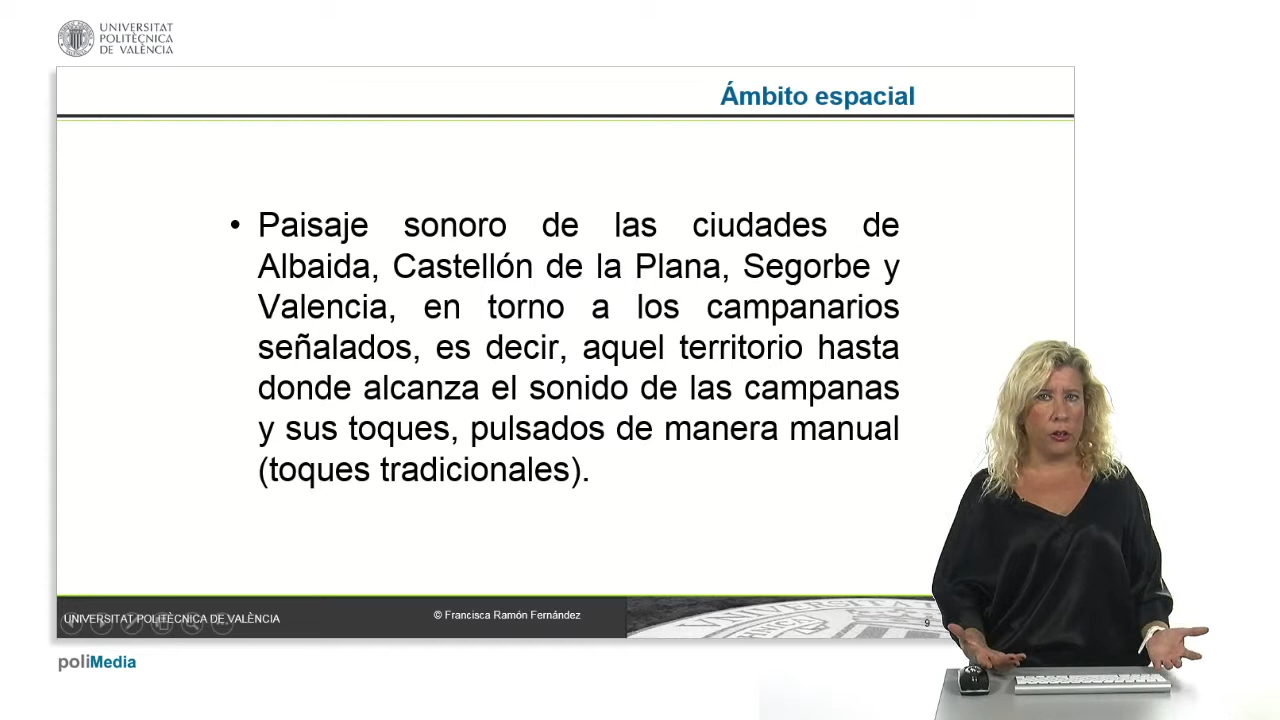 UNIVERSITAT
POLITÈCNICA
DE VALÈNCIA
Ámbito espacial
• Paisaje sonoro de las ciudades de
Albaida, Castellón de la Plana, Segorbe y
Valencia, en torno a los campanarios
señalados, es decir, aquel territorio hasta
donde alcanza el sonido de las campanas
y sus toques, pulsados de manera manual
(toques tradicionales).
UNIVERSITAT POLITÈCNICA DE VALÈNCIA
© Francisca Ramón Fernández
9
poliMedia